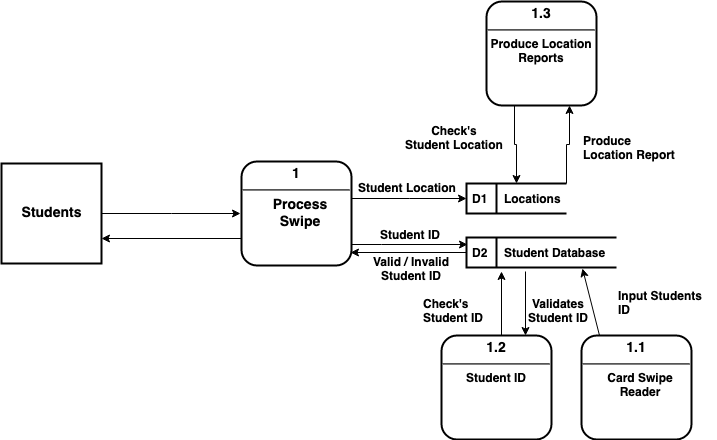 1.3
Produce Location
Reports
Check's
Student Location
Produce
Location Report
1
Process
Swipe
Students
Student Location
D1
Locations
Student ID
D2
Student Database
Valid / Invalid
Student ID
Check's
Student ID
Validates
Student ID
Input Students
ID
1.2
Student ID
1.1
Card Swipe
Reader